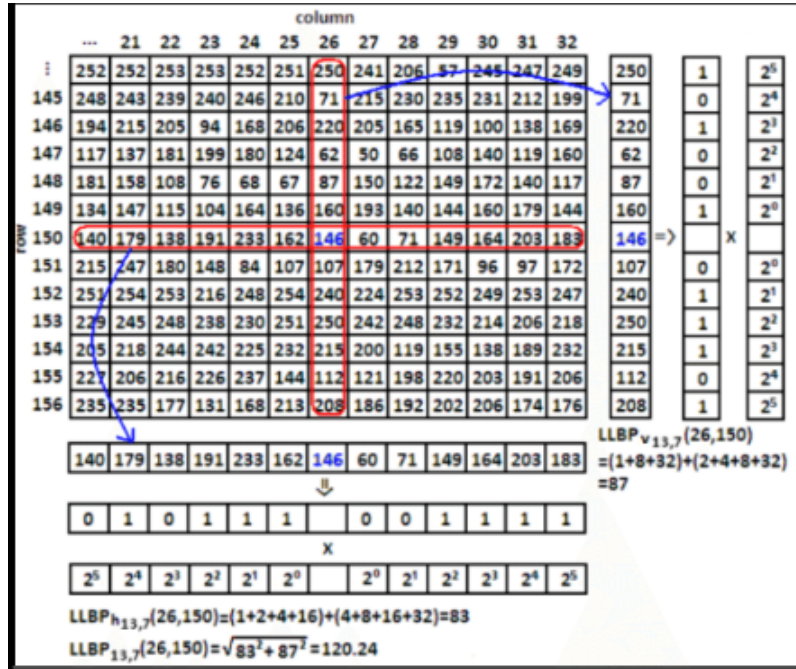 column
... 21 22 23 24 25 26 27 28 29 30 31 32
⋮ 252 252 253 253 252 251 250 241 206 57 245 247 249 250 1 2⁵
145 248 243 239 240 246 210 71 215 230 235 231 212 199 71 0 2⁴
146 194 215 205 94 168 206 220 205 165 119 100 138 169 220 1 2³
147 117 137 181 199 180 124 62 50 66 108 140 119 160 62 0 2²
148 181 158 108 76 68 67 87 150 122 149 172 140 117 87 0 2¹
149 134 147 115 104 164 136 160 193 140 144 160 179 144 160 1 2⁰
row
150 140 179 138 191 233 162 146 60 71 149 164 203 183 146 => X
151 215 247 180 148 84 107 107 179 212 171 96 97 172 107 0 2⁰
152 251 254 253 216 248 254 240 224 253 252 249 253 247 240 1 2¹
153 229 245 248 238 230 251 250 242 248 232 214 206 218 250 1 2²
154 205 218 244 242 225 232 215 200 119 155 138 189 232 215 1 2³
155 227 206 216 226 237 144 112 121 198 220 203 191 206 112 0 2⁴
156 235 235 177 131 168 213 208 186 192 202 206 174 176 208 1 2⁵
LLBPv13,7(26,150)
=(1+8+32)+(2+4+8+32)
=87
140 179 138 191 233 162 146 60 71 149 164 203 183
⇓
0 1 0 1 1 1 0 0 1 1 1 1
X
2⁵ 2⁴ 2³ 2² 2¹ 2⁰ 2⁰ 2¹ 2² 2³ 2⁴ 2⁵
LLBPh13,7(26,150)=(1+2+4+16)+(4+8+16+32)=83
LLBP13,7(26,150)=√83²+87²=120.24